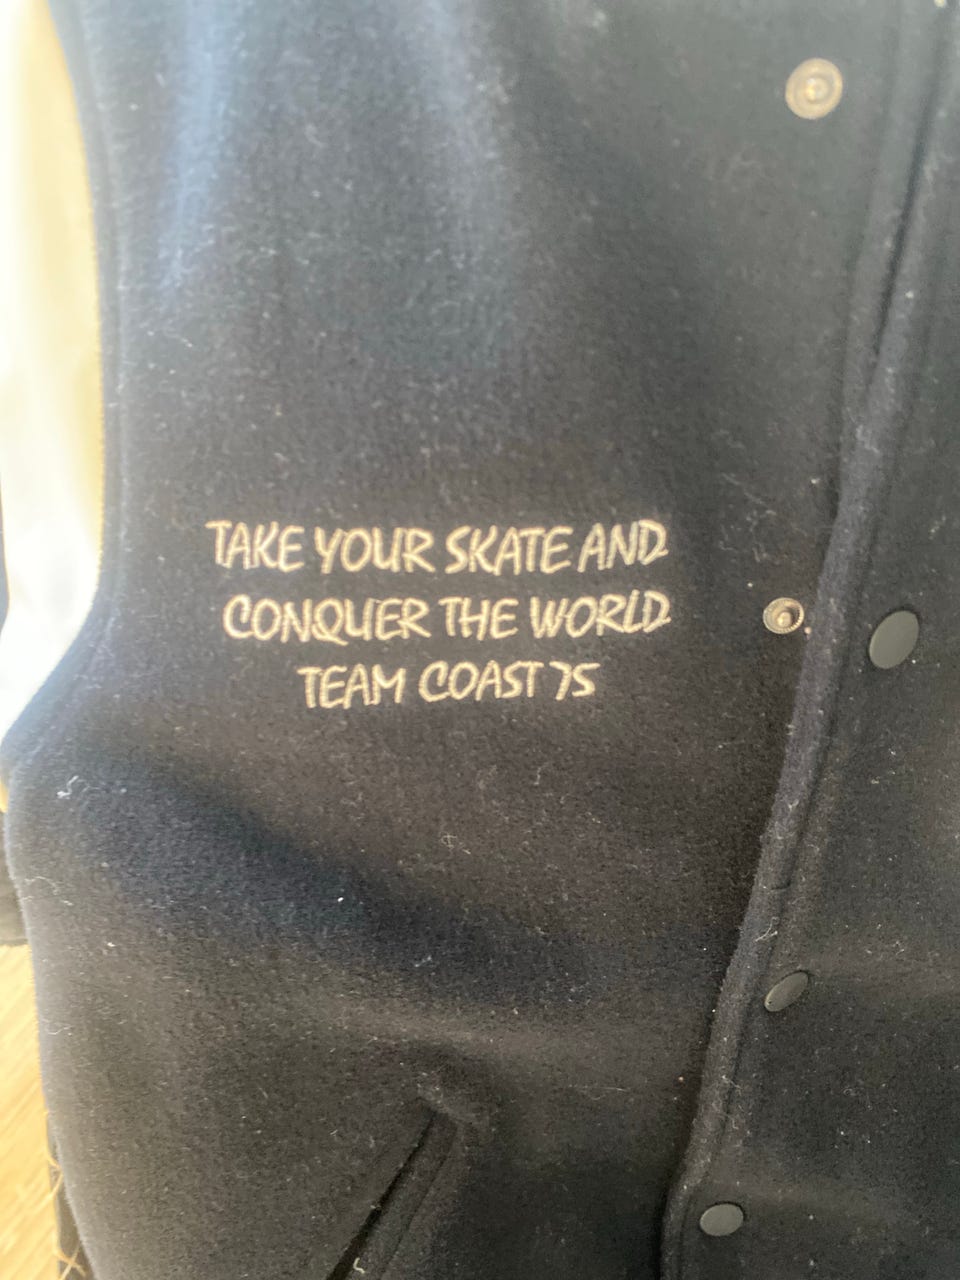 TAKE YOUR SKATE AND
CONQUER THE WORLD
TEAM COAST 75